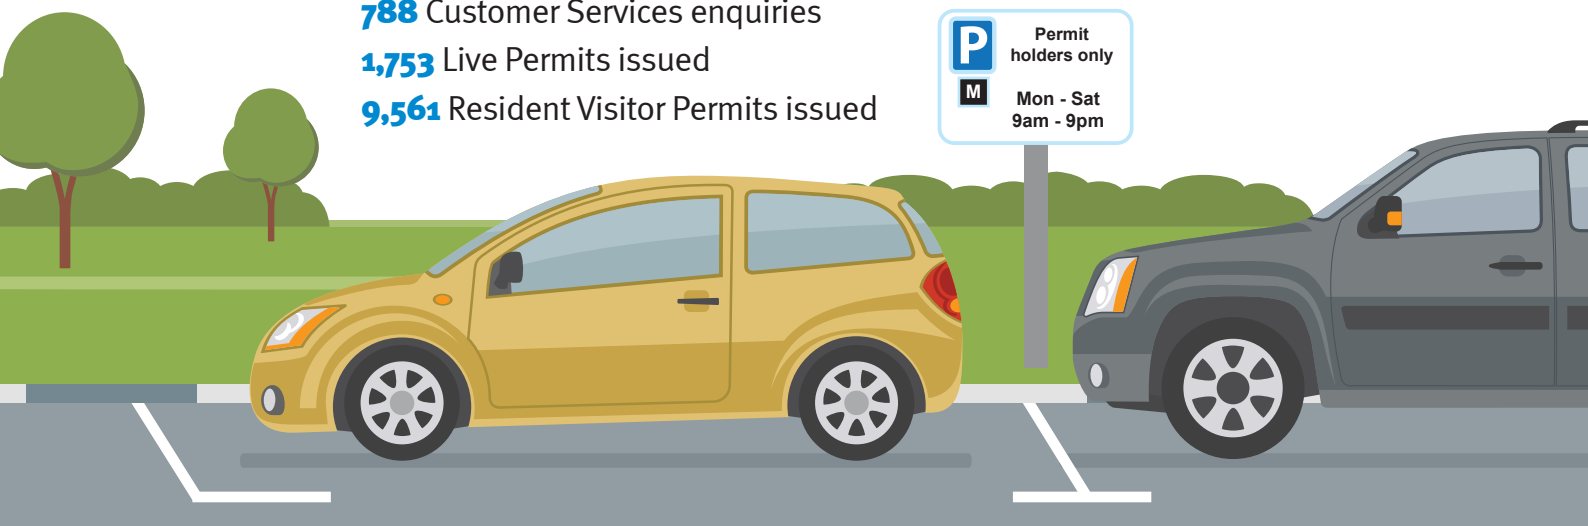 788 Customer Services enquiries
1,753 Live Permits issued
9,561 Resident Visitor Permits issued
P
Permit
holders only
M
Mon - Sat
9am - 9pm